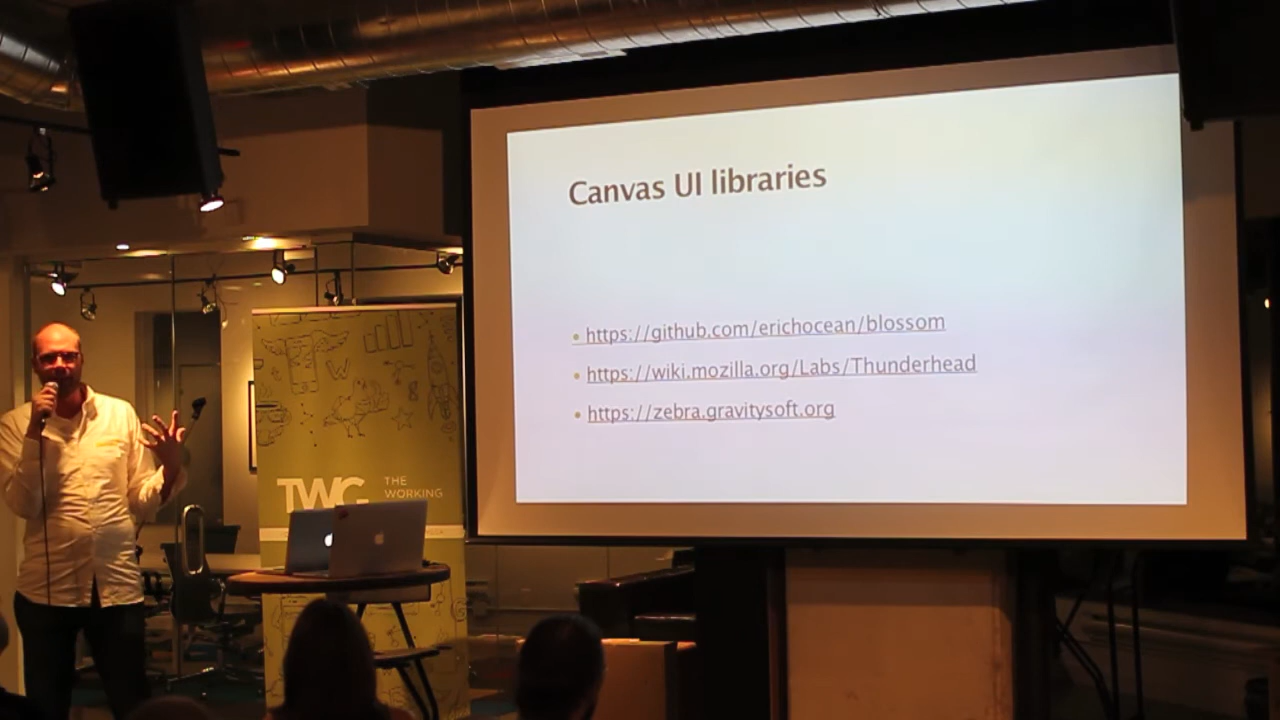 Canvas UI libraries
https://github.com/erichocean/blossom
https://wiki.mozilla.org/Labs/Thunderhead
https://zebra.gravitysoft.org
TWG THE
WORKING